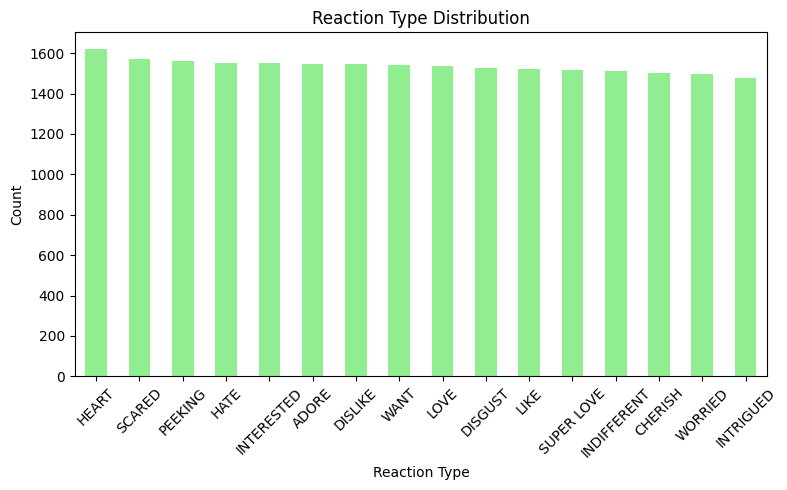 Reaction Type Distribution
Count
1600
1400
1200
1000
800
600
400
200
0
HEART
SCARED
PEEKING
HATE
INTERESTED
ADORE
DISLIKE
WANT
LOVE
DISGUST
LIKE
SUPER LOVE
INDIFFERENT
CHERISH
WORRIED
INTRIGUED
Reaction Type